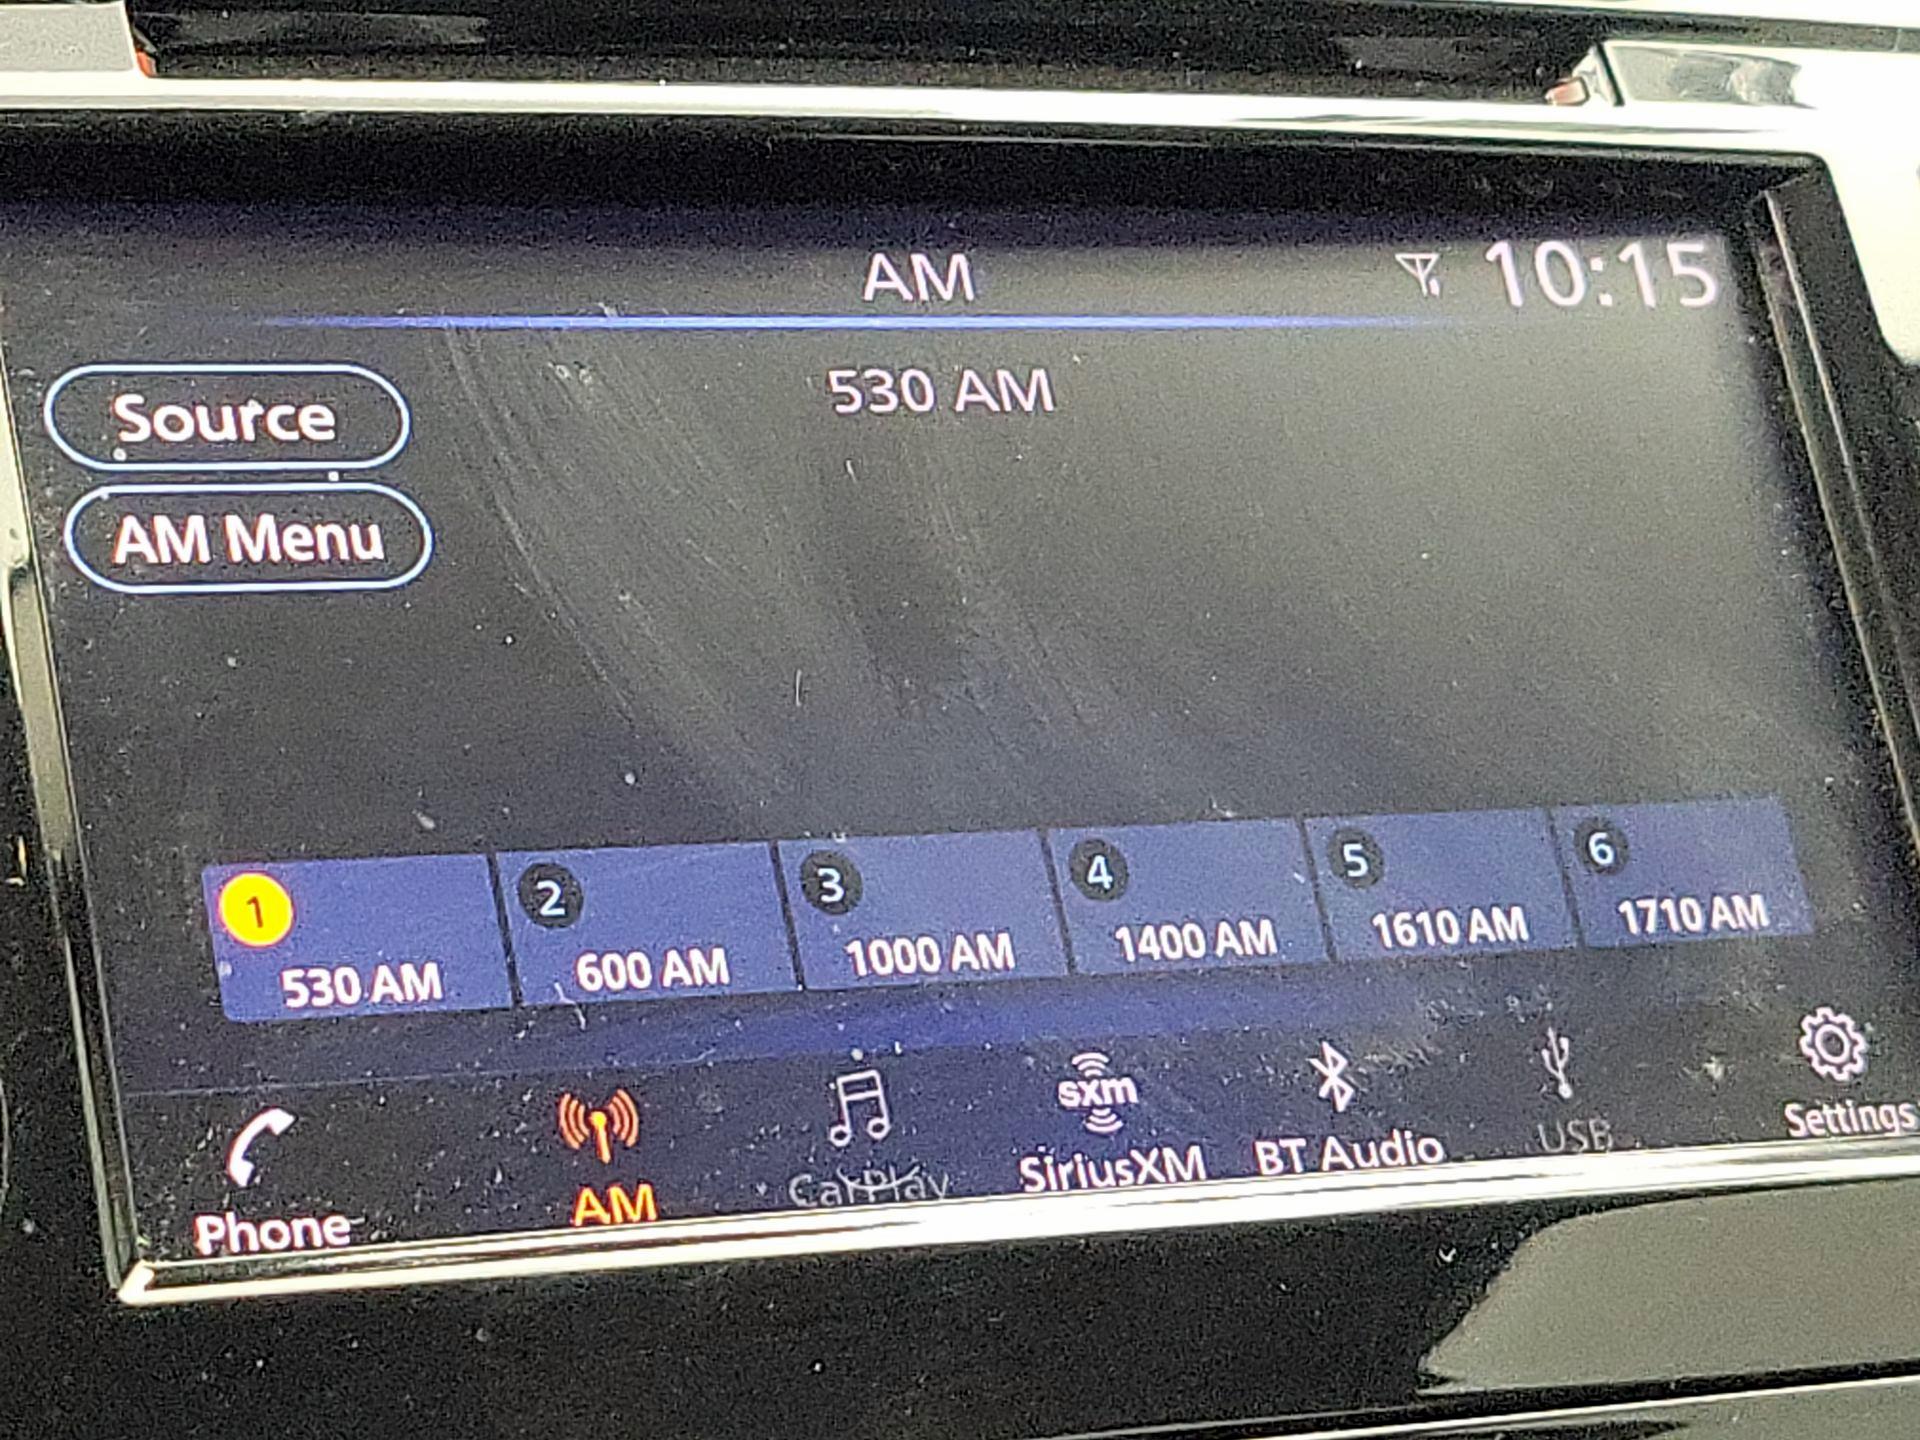 AM
10:15
530 AM
Source
AM Menu
1
530 AM
2
600 AM
3
1000 AM
4
1400 AM
5
1610 AM
6
1710 AM
Phone
AM
CarPlay
sxm
SiriusXM
BT Audio
USB
Settings